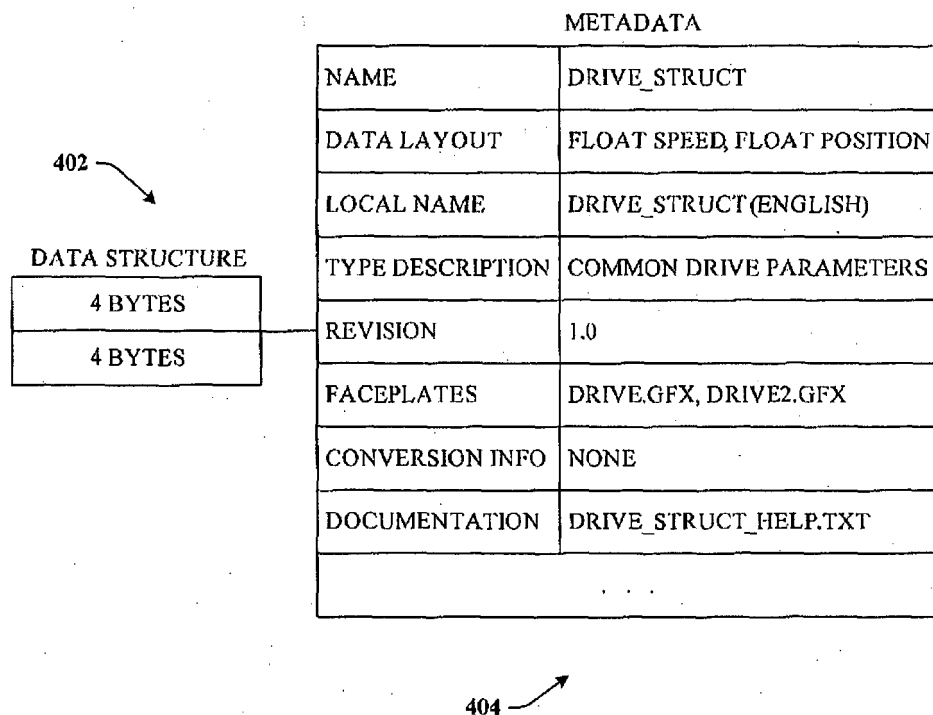 METADATA
NAME DRIVE_STRUCT
DATA LAYOUT FLOAT SPEED, FLOAT POSITION
402
LOCAL NAME DRIVE_STRUCT (ENGLISH)
DATA STRUCTURE
TYPE DESCRIPTION COMMON DRIVE PARAMETERS
4 BYTES
REVISION 1.0
4 BYTES
FACEPLATES DRIVE.GFX, DRIVE2.GFX
CONVERSION INFO NONE
DOCUMENTATION DRIVE_STRUCT_HELP.TXT
. . .
404